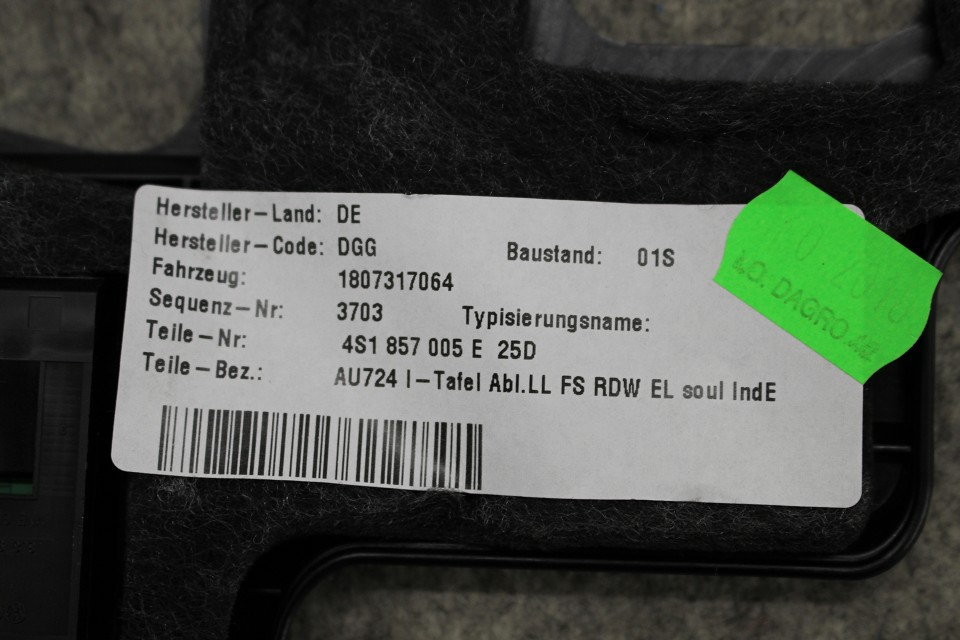 Hersteller-Land: DE
Hersteller-Code: DGG Baustand: 01S
Fahrzeug: 1807317064
Sequenz-Nr: 3703 Typisierungsname:
Teile-Nr: 4S1 857 005 E 25D
Teile-Bez.: AU724 I-Tafel Abl.LL FS RDW EL soul IndE
DAGRO